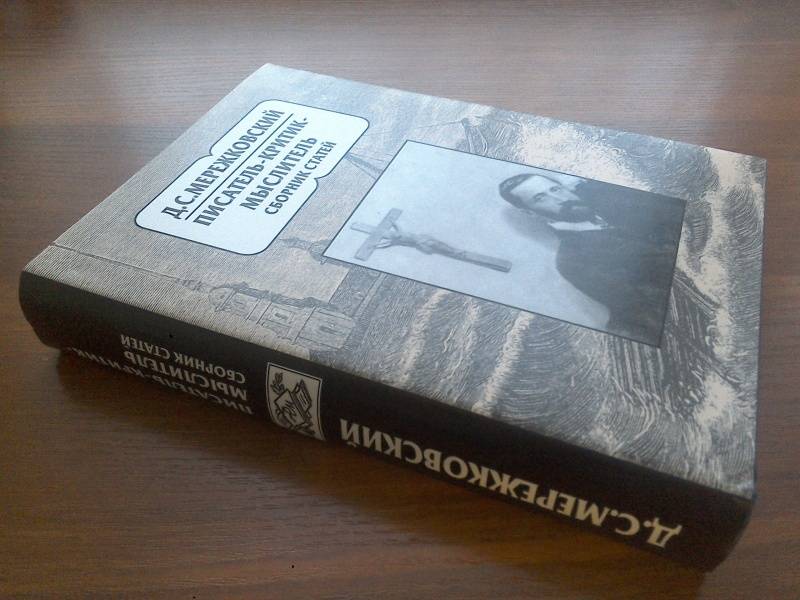 Д.С.МЕРЕЖКОВСКИЙ
ПИСАТЕЛЬ-КРИТИК-
МЫСЛИТЕЛЬ
СБОРНИК СТАТЕЙ
Д.С.МЕРЕЖКОВСКИЙ
ПИСАТЕЛЬ-КРИТИК-
МЫСЛИТЕЛЬ
СБОРНИК СТАТЕЙ